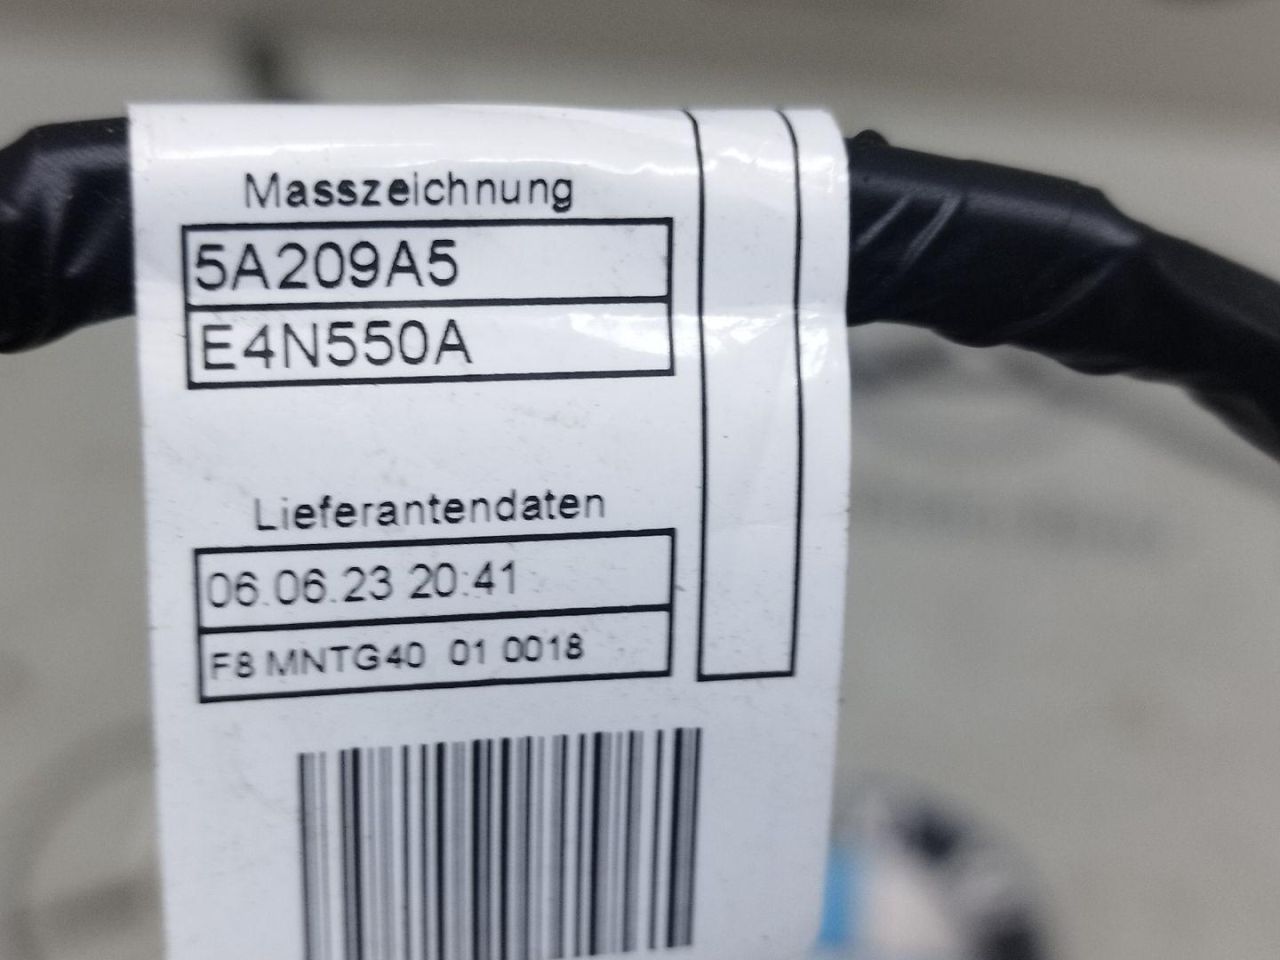 Masszeichnung
5A209A5
E4N550A
Lieferantendaten
06.06.23 20:41
F8 MNTG40 01 0018